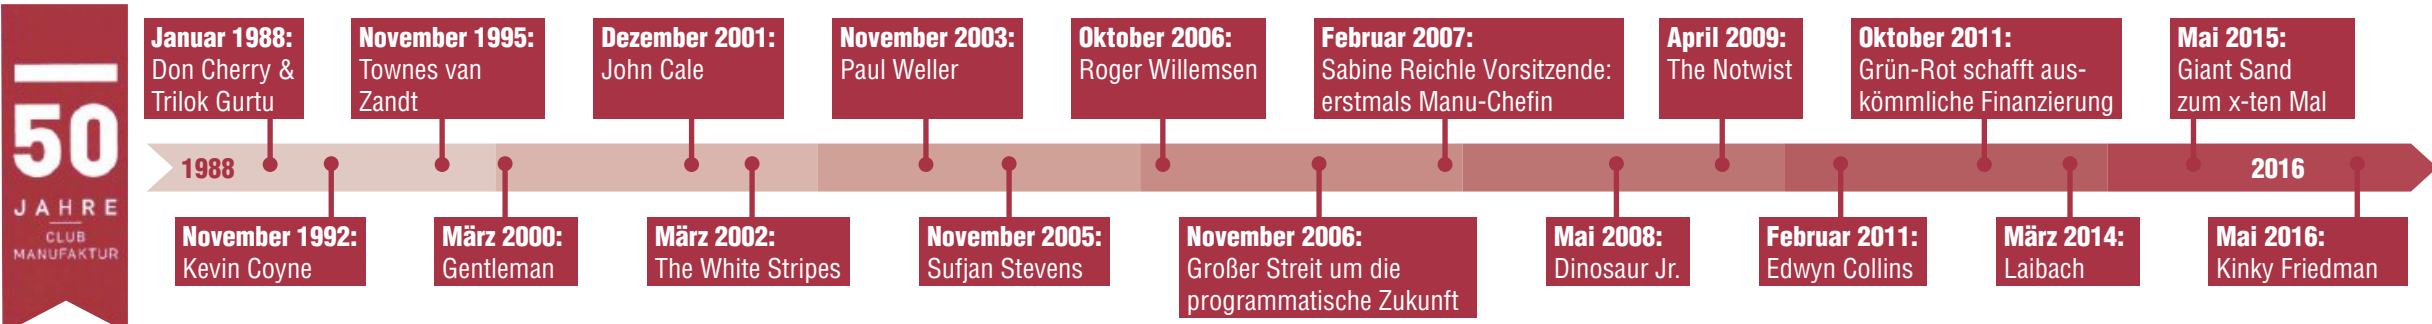 50
JAHRE
CLUB
MANUFAKTUR
Januar 1988:
Don Cherry &
Trilok Gurtu
November 1995:
Townes van
Zandt
Dezember 2001:
John Cale
November 2003:
Paul Weller
Oktober 2006:
Roger Willemsen
Februar 2007:
Sabine Reichle Vorsitzende:
erstmals Manu-Chefin
April 2009:
The Notwist
Oktober 2011:
Grün-Rot schafft aus-
kömmliche Finanzierung
Mai 2015:
Giant Sand
zum x-ten Mal
1988
2016
November 1992:
Kevin Coyne
März 2000:
Gentleman
März 2002:
The White Stripes
November 2005:
Sufjan Stevens
November 2006:
Großer Streit um die
programmatische Zukunft
Mai 2008:
Dinosaur Jr.
Februar 2011:
Edwyn Collins
März 2014:
Laibach
Mai 2016:
Kinky Friedman